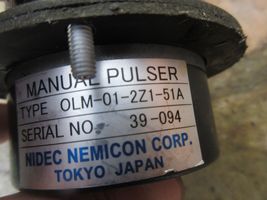 MANUAL PULSER
TYPE OLM-01-2Z1-51A
SERIAL NO 39-094
NIDEC NEMICON CORP.
TOKYO JAPAN